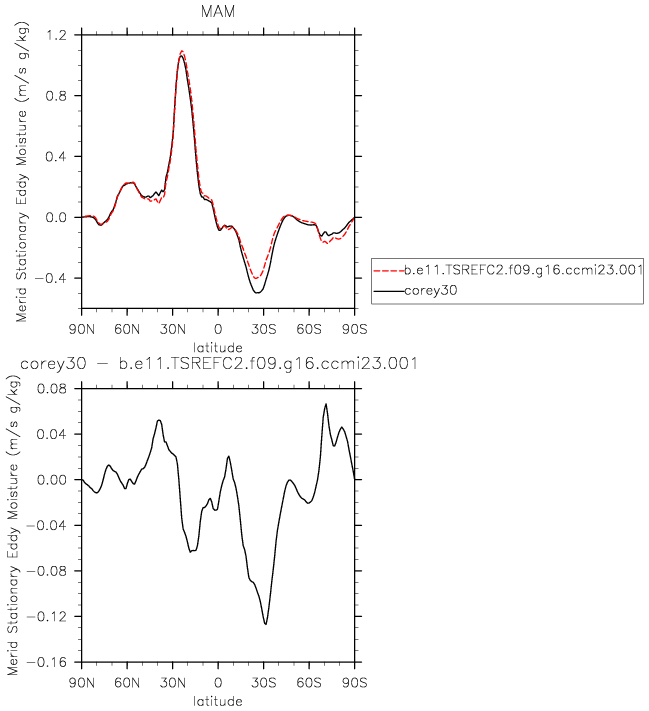 MAM
Merid Stationary Eddy Moisture (m/s g/kg)
1.2
0.8
0.4
0.0
−0.4
90N 60N 30N 0 30S 60S 90S
latitude
b.e11.TSREFC2.f09.g16.ccmi23.001
corey30
corey30 − b.e11.TSREFC2.f09.g16.ccmi23.001
Merid Stationary Eddy Moisture (m/s g/kg)
0.08
0.04
0.00
−0.04
−0.08
−0.12
−0.16
90N 60N 30N 0 30S 60S 90S
latitude